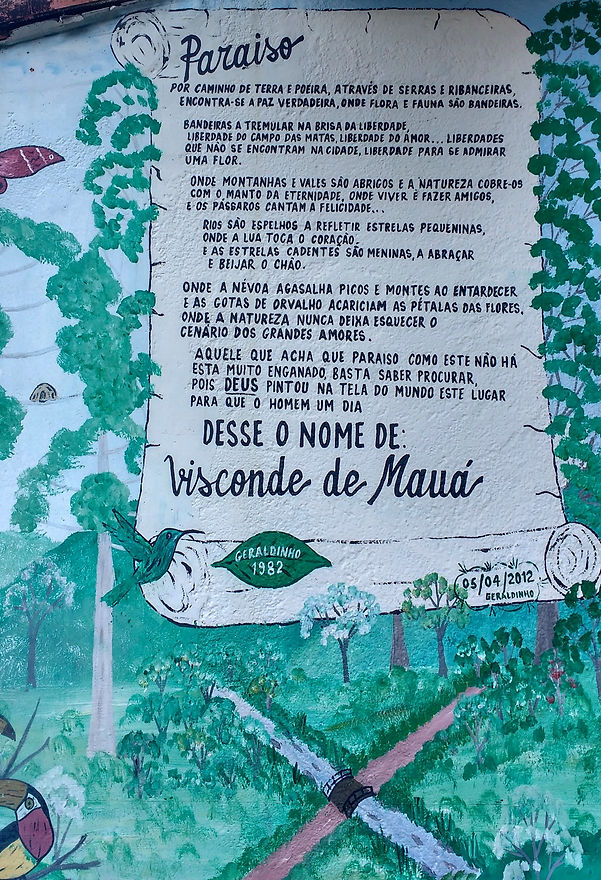 Paraiso
POR CAMINHO DE TERRA E POEIRA, ATRAVÉS DE SERRAS E RIBANCEIRAS,
ENCONTRA-SE A PAZ VERDADEIRA, ONDE FLORA E FAUNA SÃO BANDEIRAS.
BANDEIRAS A TREMULAR NA BRISA DA LIBERDADE,
LIBERDADE DO CAMPO DAS MATAS, LIBERDADE DO AMOR... LIBERDADES
QUE NÃO SE ENCONTRAM NA CIDADE, LIBERDADE PARA SE ADMIRAR
UMA FLOR.
ONDE MONTANHAS E VALES SÃO ABRIGOS E A NATUREZA COBRE-OS
COM O MANTO DA ETERNIDADE, ONDE VIVER É FAZER AMIGOS,
E OS PÁSSAROS CANTAM A FELICIDADE...
RIOS SÃO ESPELHOS A REFLETIR ESTRELAS PEQUENINAS,
ONDE A LUA TOCA O CORAÇÃO.
E AS ESTRELAS CADENTES SÃO MENINAS, A ABRAÇAR
E BEIJAR O CHÃO.
ONDE A NÉVOA AGASALHA PICOS E MONTES AO ENTARDECER
E AS GOTAS DE ORVALHO ACARICIAM AS PÉTALAS DAS FLORES.
ONDE A NATUREZA NUNCA DEIXA ESQUECER O
CENÁRIO DOS GRANDES AMORES.
AQUELE QUE ACHA QUE PARAISO COMO ESTE NÃO HÁ
ESTA MUITO ENGANADO, BASTA SABER PROCURAR,
POIS DEUS PINTOU NA TELA DO MUNDO ESTE LUGAR
PARA QUE O HOMEM UM DIA
DESSE O NOME DE:
Visconde de Mauá
GERALDINHO
1982
05/04/2012
GERALDINHO